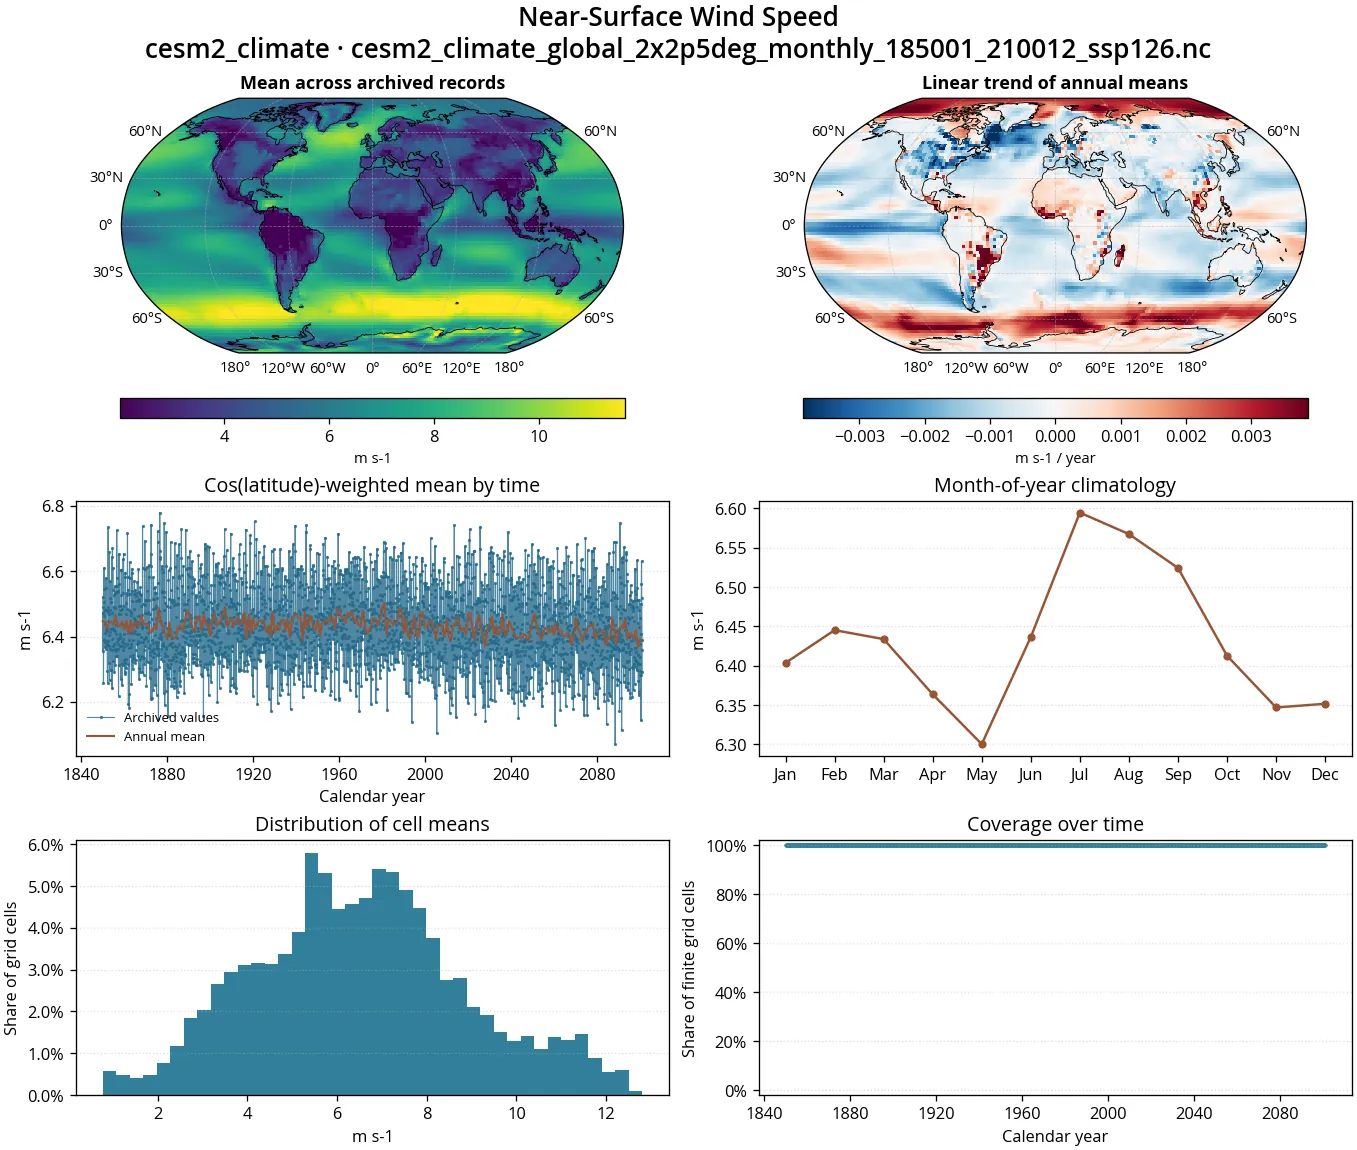 Near-Surface Wind Speed
cesm2_climate · cesm2_climate_global_2x2p5deg_monthly_185001_210012_ssp126.nc
Mean across archived records
60°N 60°N
30°N
0°
30°S
60°S 60°S
180° 120°W 60°W 0° 60°E 120°E 180°
4 6 8 10
m s-1
Linear trend of annual means
60°N 60°N
30°N
0°
30°S
60°S 60°S
180° 120°W 60°W 0° 60°E 120°E 180°
−0.003 −0.002 −0.001 0.000 0.001 0.002 0.003
m s-1 / year
Cos(latitude)-weighted mean by time
m s-1
6.8
6.6
6.4
6.2
Archived values
Annual mean
1840 1880 1920 1960 2000 2040 2080
Calendar year
Month-of-year climatology
m s-1
6.60
6.55
6.50
6.45
6.40
6.35
6.30
Jan Feb Mar Apr May Jun Jul Aug Sep Oct Nov Dec
Distribution of cell means
Share of grid cells
6.0%
5.0%
4.0%
3.0%
2.0%
1.0%
0.0%
2 4 6 8 10 12
m s-1
Coverage over time
Share of finite grid cells
100%
80%
60%
40%
20%
0%
1840 1880 1920 1960 2000 2040 2080
Calendar year